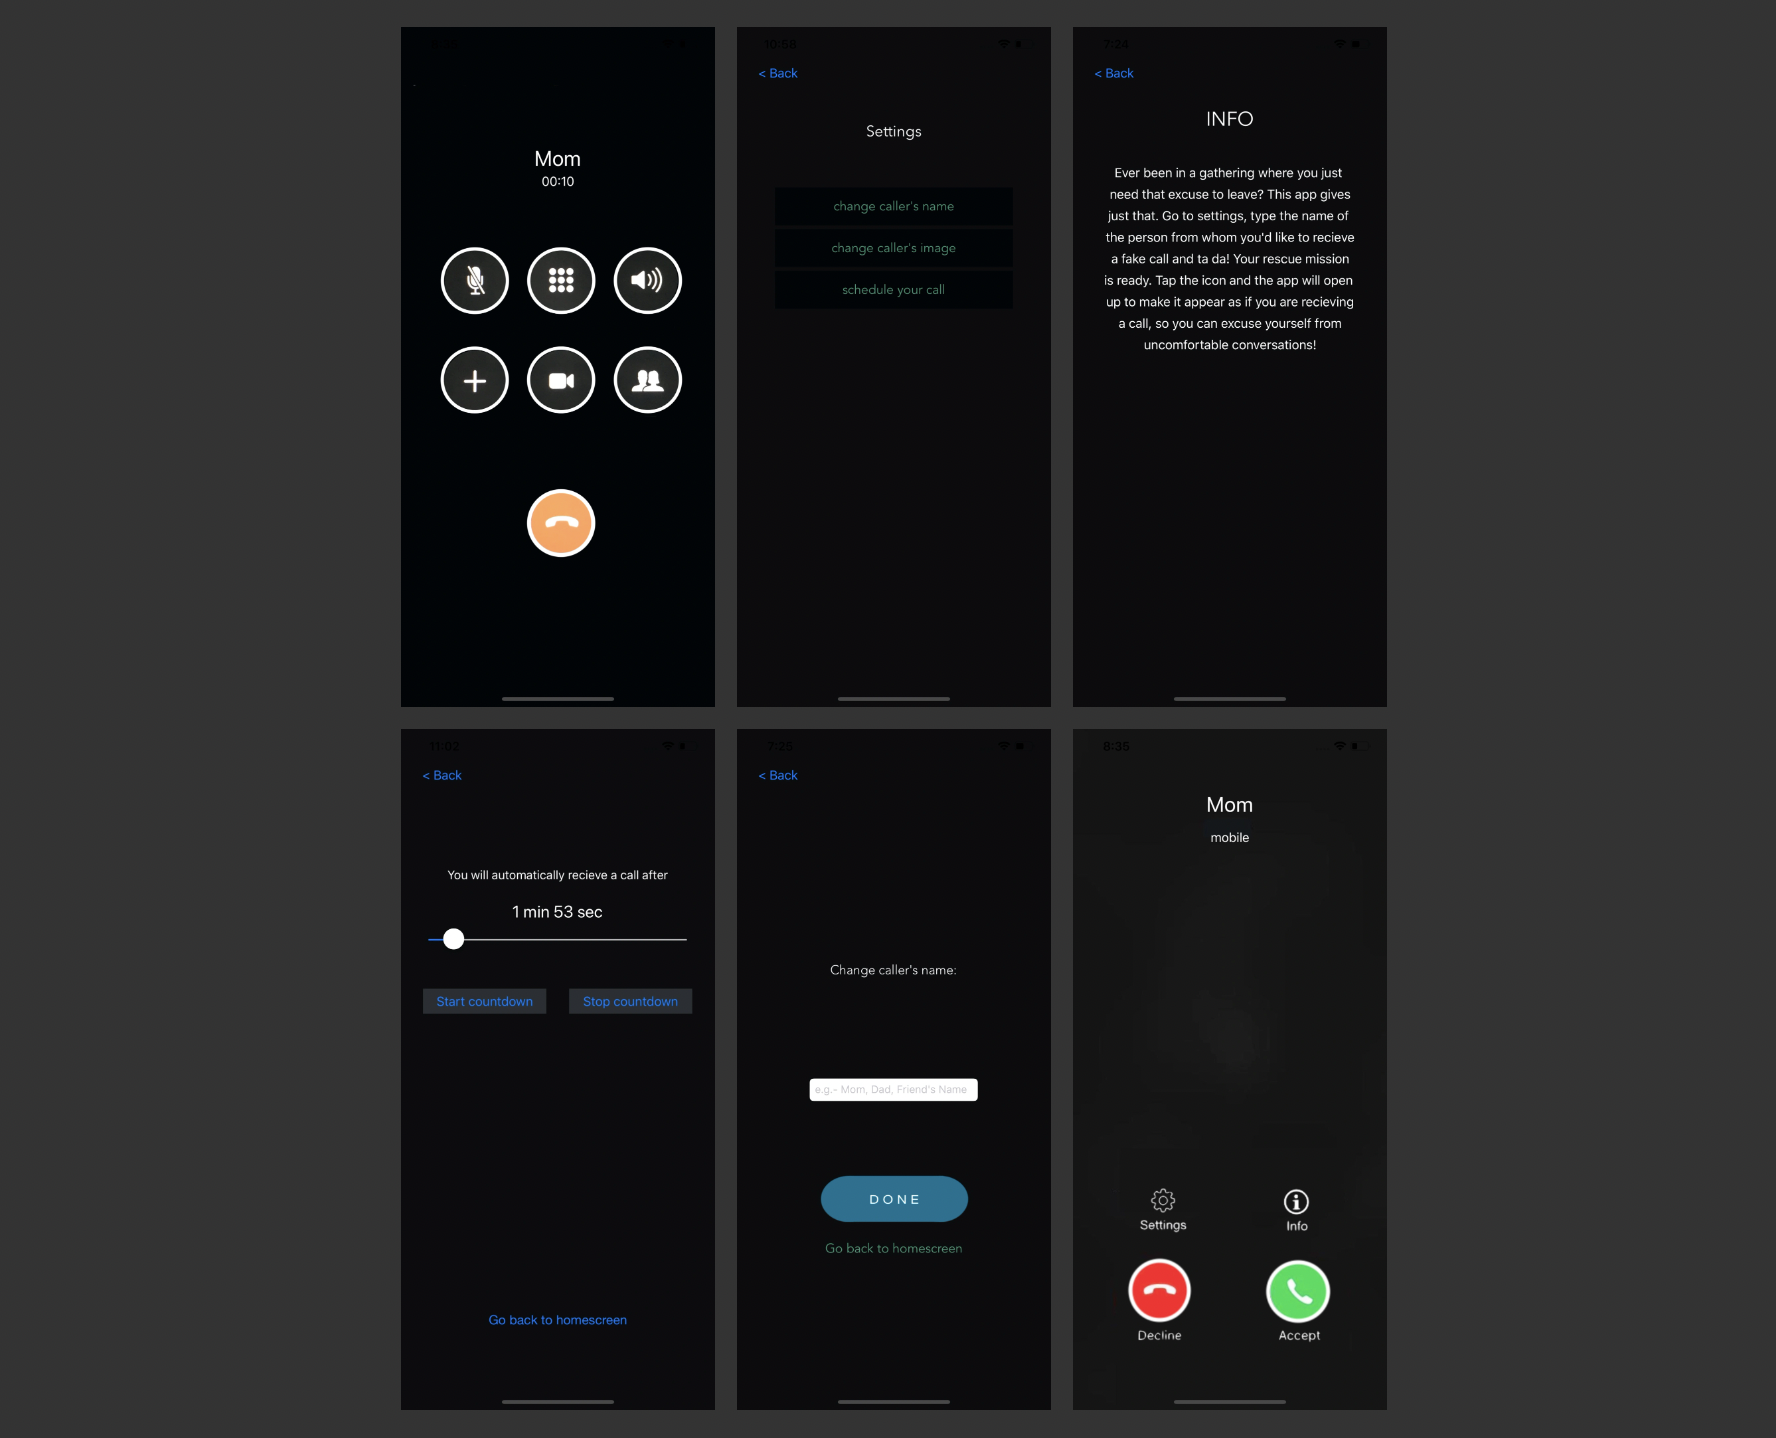 Mom
00:10
10:58
< Back
Settings
change caller's name
change caller's image
schedule your call
7:24
< Back
INFO
Ever been in a gathering where you just
need that excuse to leave? This app gives
just that. Go to settings, type the name of
the person from whom you'd like to recieve
a fake call and ta da! Your rescue mission
is ready. Tap the icon and the app will open
up to make it appear as if you are recieving
a call, so you can excuse yourself from
uncomfortable conversations!
11:02
< Back
You will automatically recieve a call after
1 min 53 sec
Start countdown
Stop countdown
Go back to homescreen
7:25
< Back
Change caller's name:
e.g.- Mom, Dad, Friend's Name
DONE
Go back to homescreen
8:35
Mom
mobile
Settings
Info
Decline
Accept